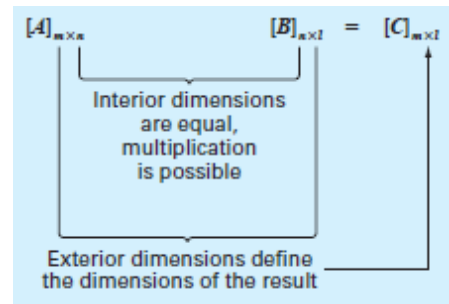 [A]m×n [B]n×l = [C]m×l
Interior dimensions
are equal,
multiplication
is possible
Exterior dimensions define
the dimensions of the result